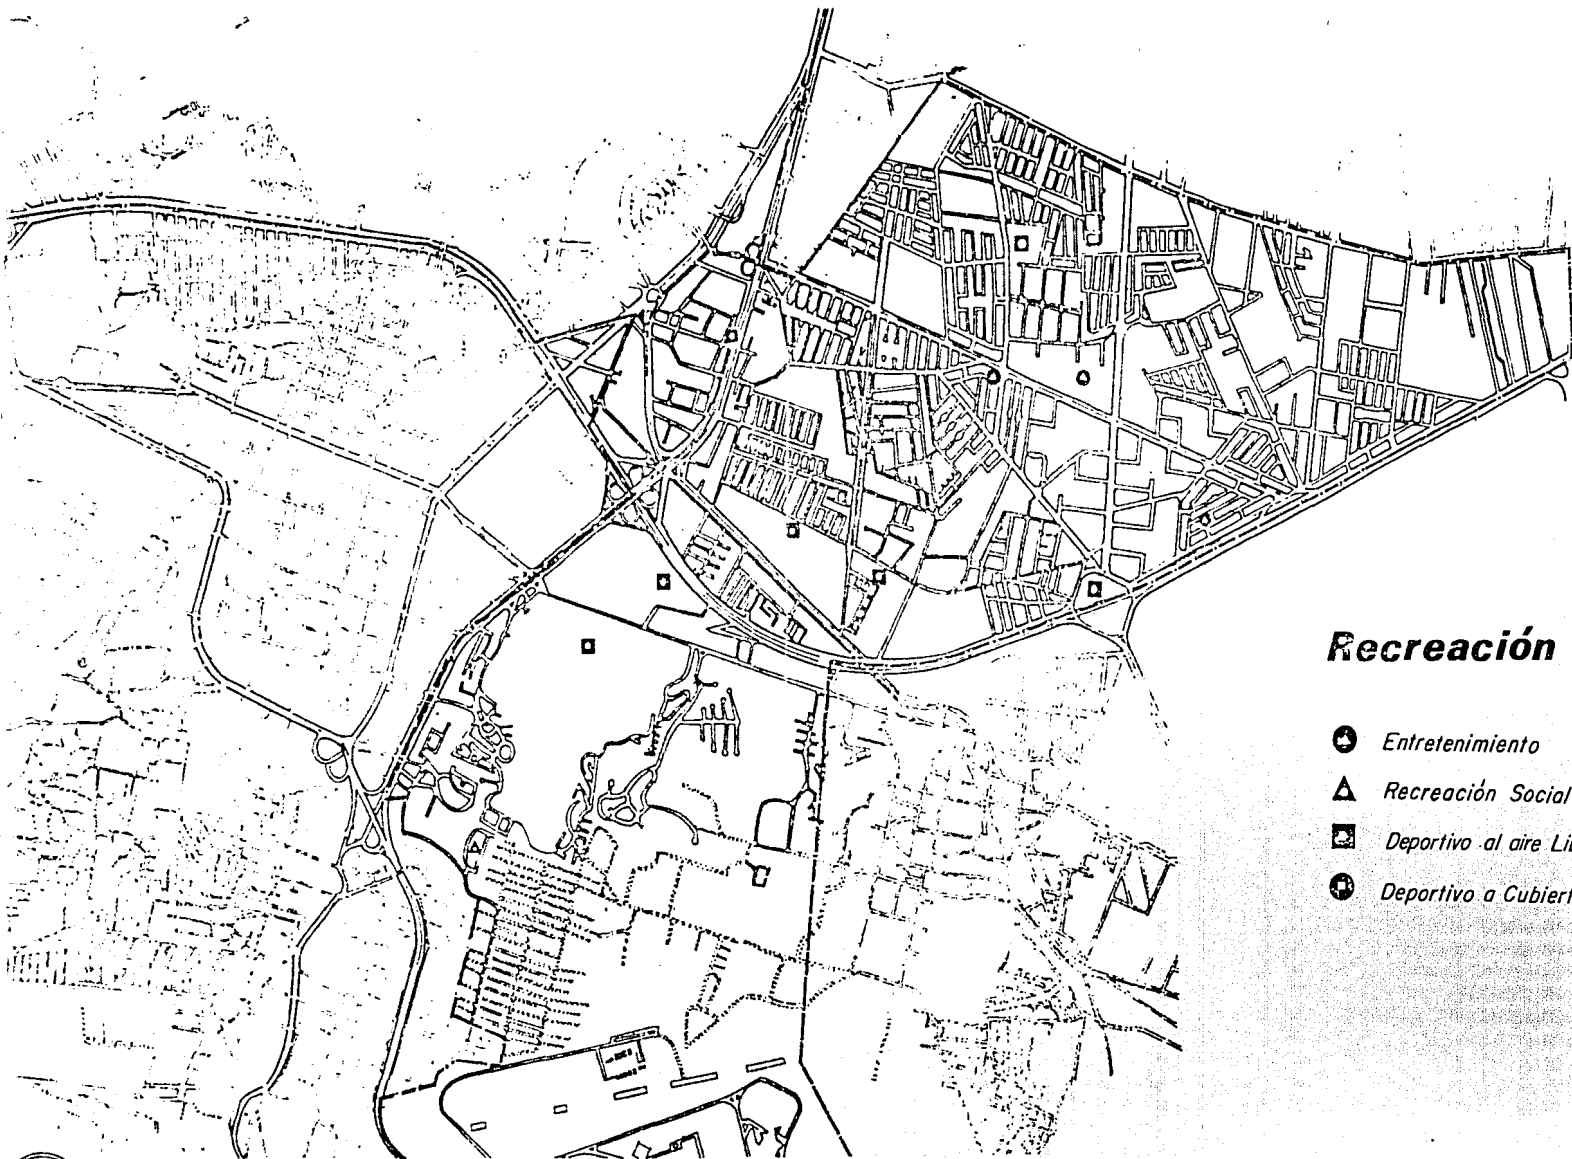 Recreación
Entretenimiento
Recreación Social
Deportivo al aire Li
Deportivo a Cubiert